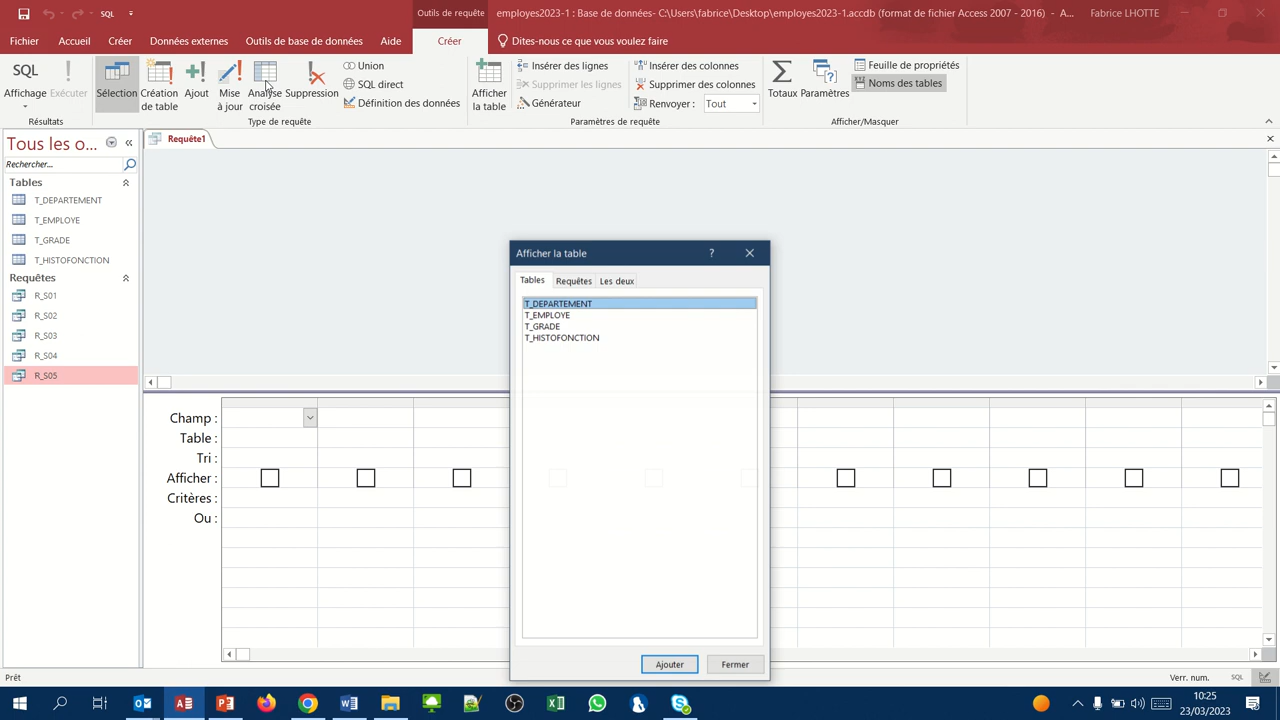 SQL
Outils de requête
employes2023-1 : Base de données- C:\Users\fabrice\Desktop\employes2023-1.accdb (format de fichier Access 2007 - 2016) - A...
Fabrice LHOTTE
Fichier
Accueil
Créer
Données externes
Outils de base de données
Aide
Créer
Dites-nous ce que vous voulez faire
SQL
Affichage
Exécuter
Résultats
Sélection
Création de table
Ajout
Mise à jour
Analyse croisée
Suppression
Union
SQL direct
Définition des données
Type de requête
Afficher la table
Insérer des lignes
Supprimer les lignes
Générateur
Insérer des colonnes
Supprimer des colonnes
Renvoyer : Tout
Paramètres de requête
Totaux
Paramètres
Feuille de propriétés
Noms des tables
Afficher/Masquer
Tous les o...
Rechercher...
Tables
T_DEPARTEMENT
T_EMPLOYE
T_GRADE
T_HISTOFONCTION
Requêtes
R_S01
R_S02
R_S03
R_S04
R_S05
Requête1
Afficher la table
?
Tables
Requêtes
Les deux
T_DEPARTEMENT
T_EMPLOYE
T_GRADE
T_HISTOFONCTION
Ajouter
Fermer
Champ :
Table :
Tri :
Afficher :
Critères :
Ou :
Prêt
Verr. num.
SQL
10:25
23/03/2023